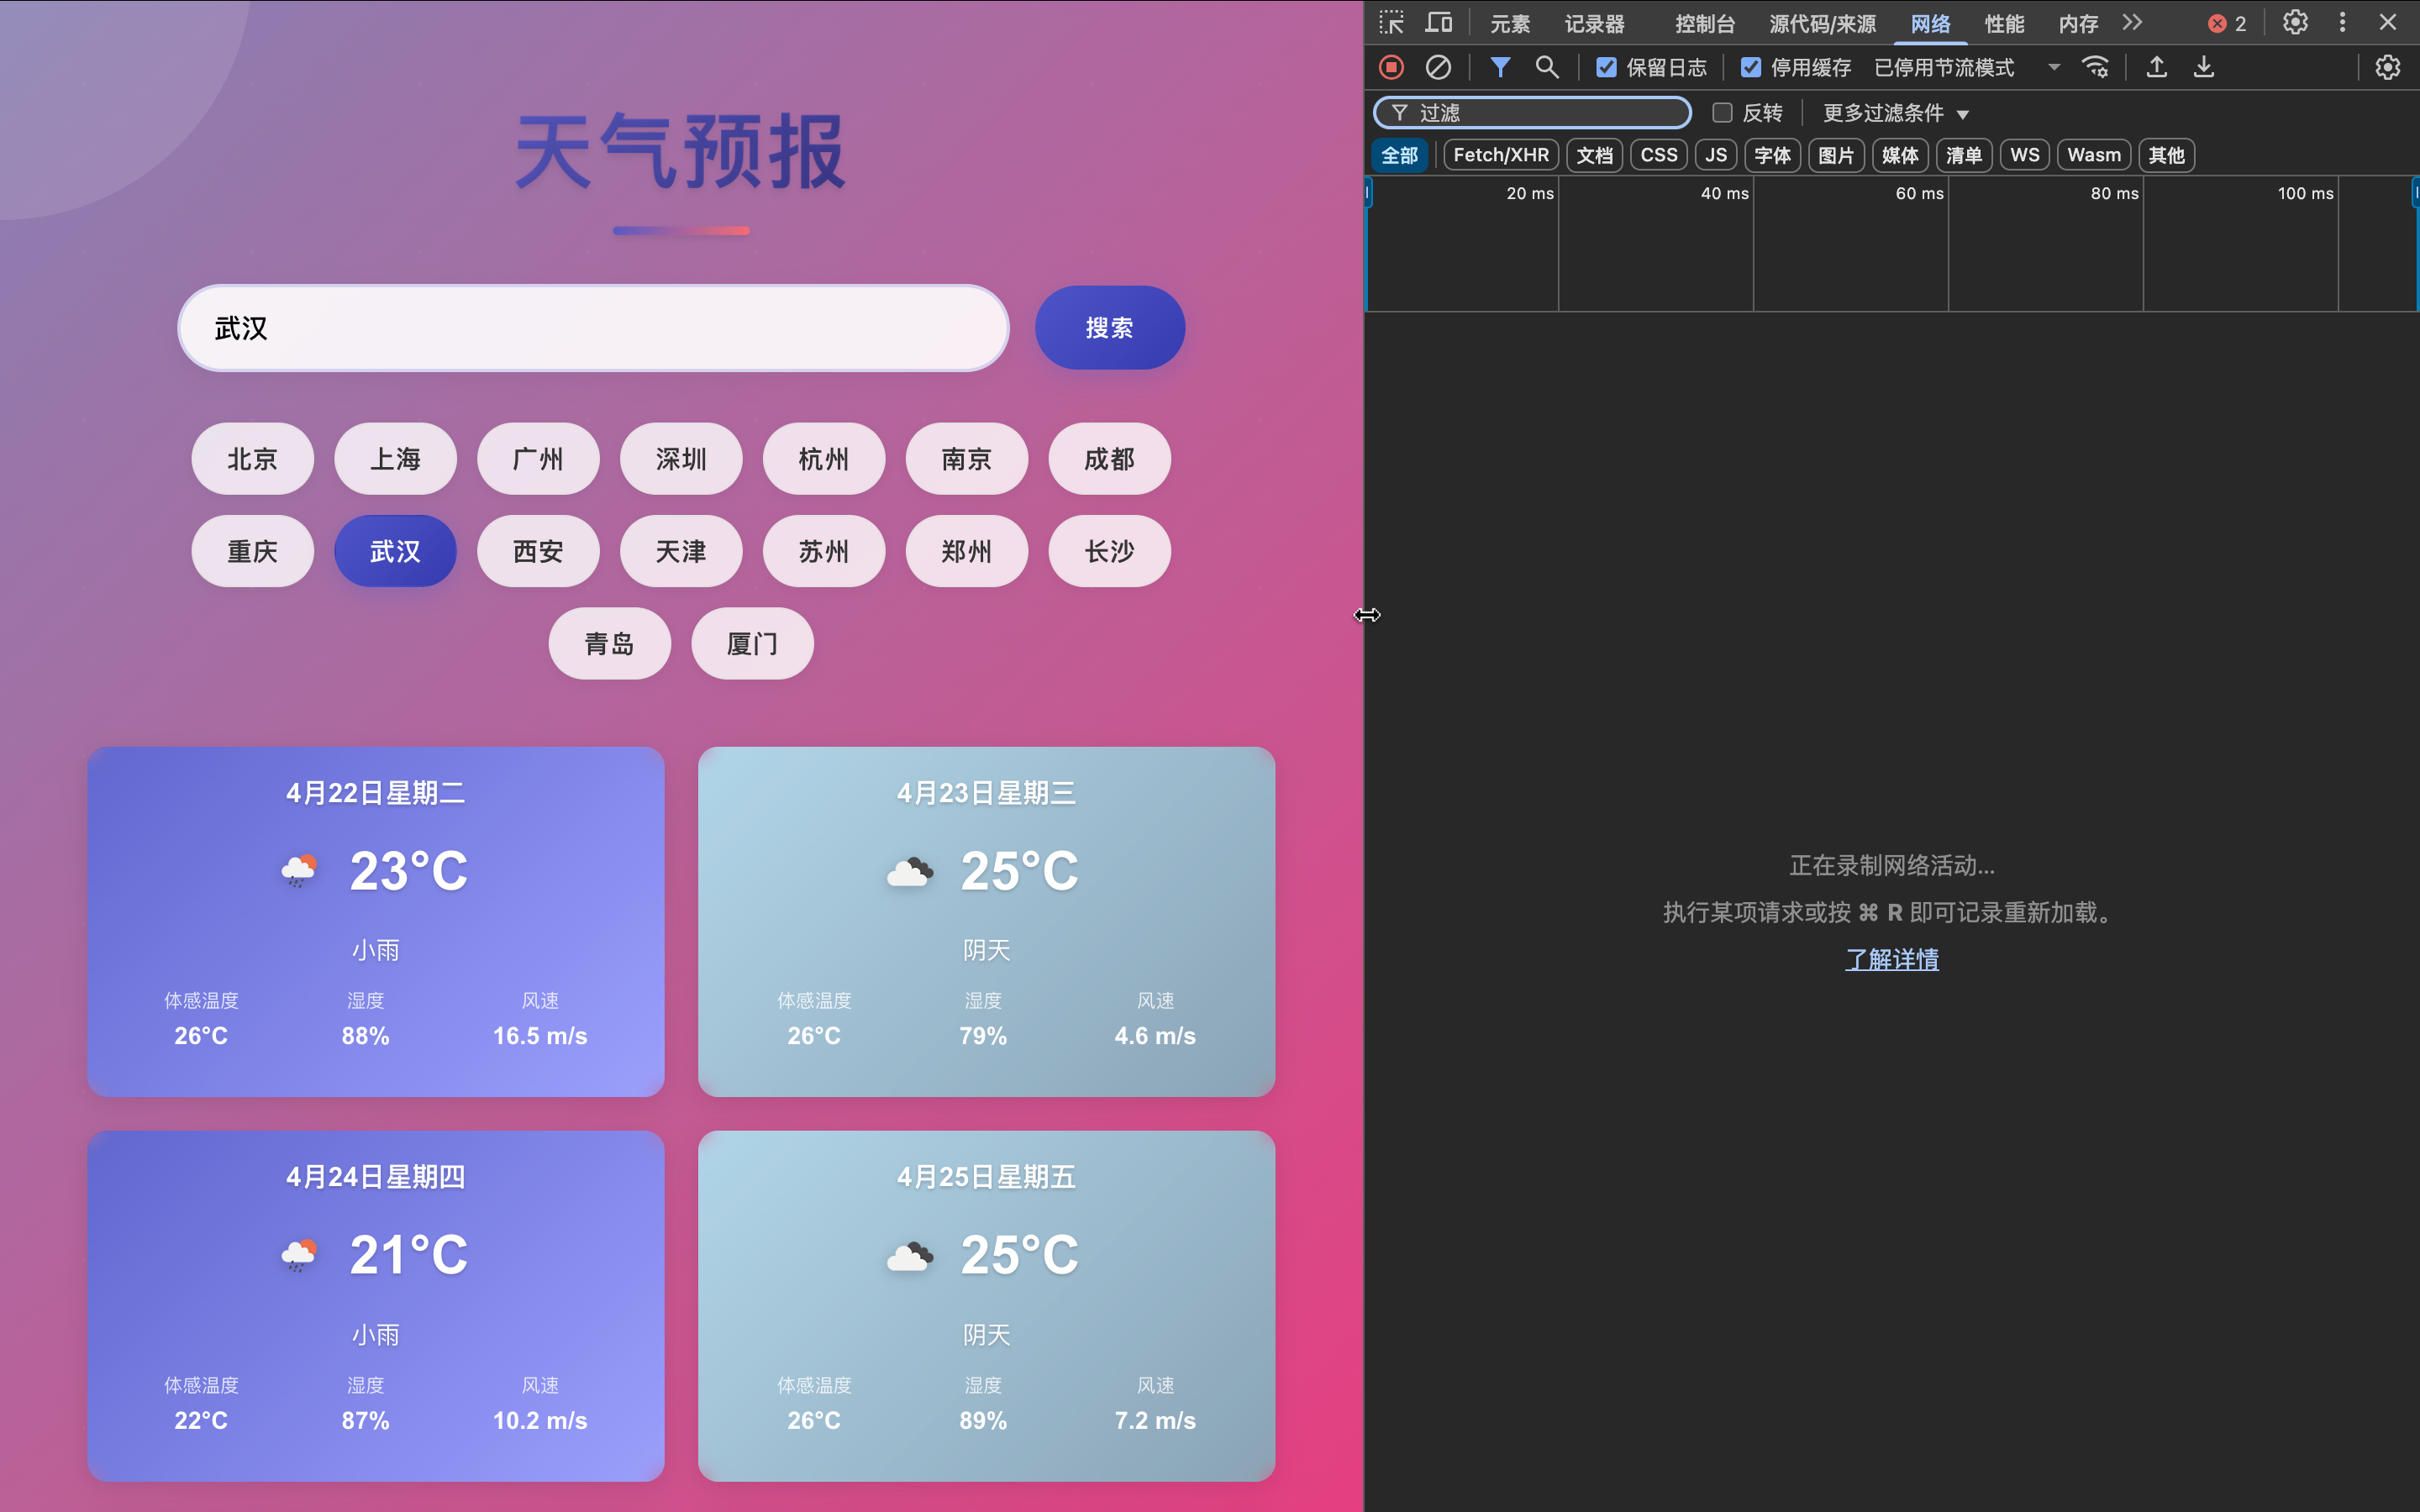 天气预报
武汉
搜索
北京 上海 广州 深圳 杭州 南京 成都
重庆 武汉 西安 天津 苏州 郑州 长沙
青岛 厦门
4月22日星期二
23°C
小雨
体感温度 湿度 风速
26°C 88% 16.5 m/s
4月23日星期三
25°C
阴天
体感温度 湿度 风速
26°C 79% 4.6 m/s
4月24日星期四
21°C
小雨
体感温度 湿度 风速
22°C 87% 10.2 m/s
4月25日星期五
25°C
阴天
体感温度 湿度 风速
26°C 89% 7.2 m/s
元素 记录器 控制台 源代码/来源 网络 性能 内存 2
保留日志 停用缓存 已停用节流模式
过滤 反转 更多过滤条件
全部 Fetch/XHR 文档 CSS JS 字体 图片 媒体 清单 WS Wasm 其他
20 ms 40 ms 60 ms 80 ms 100 ms
正在录制网络活动...
执行某项请求或按 ⌘ R 即可记录重新加载。
了解详情